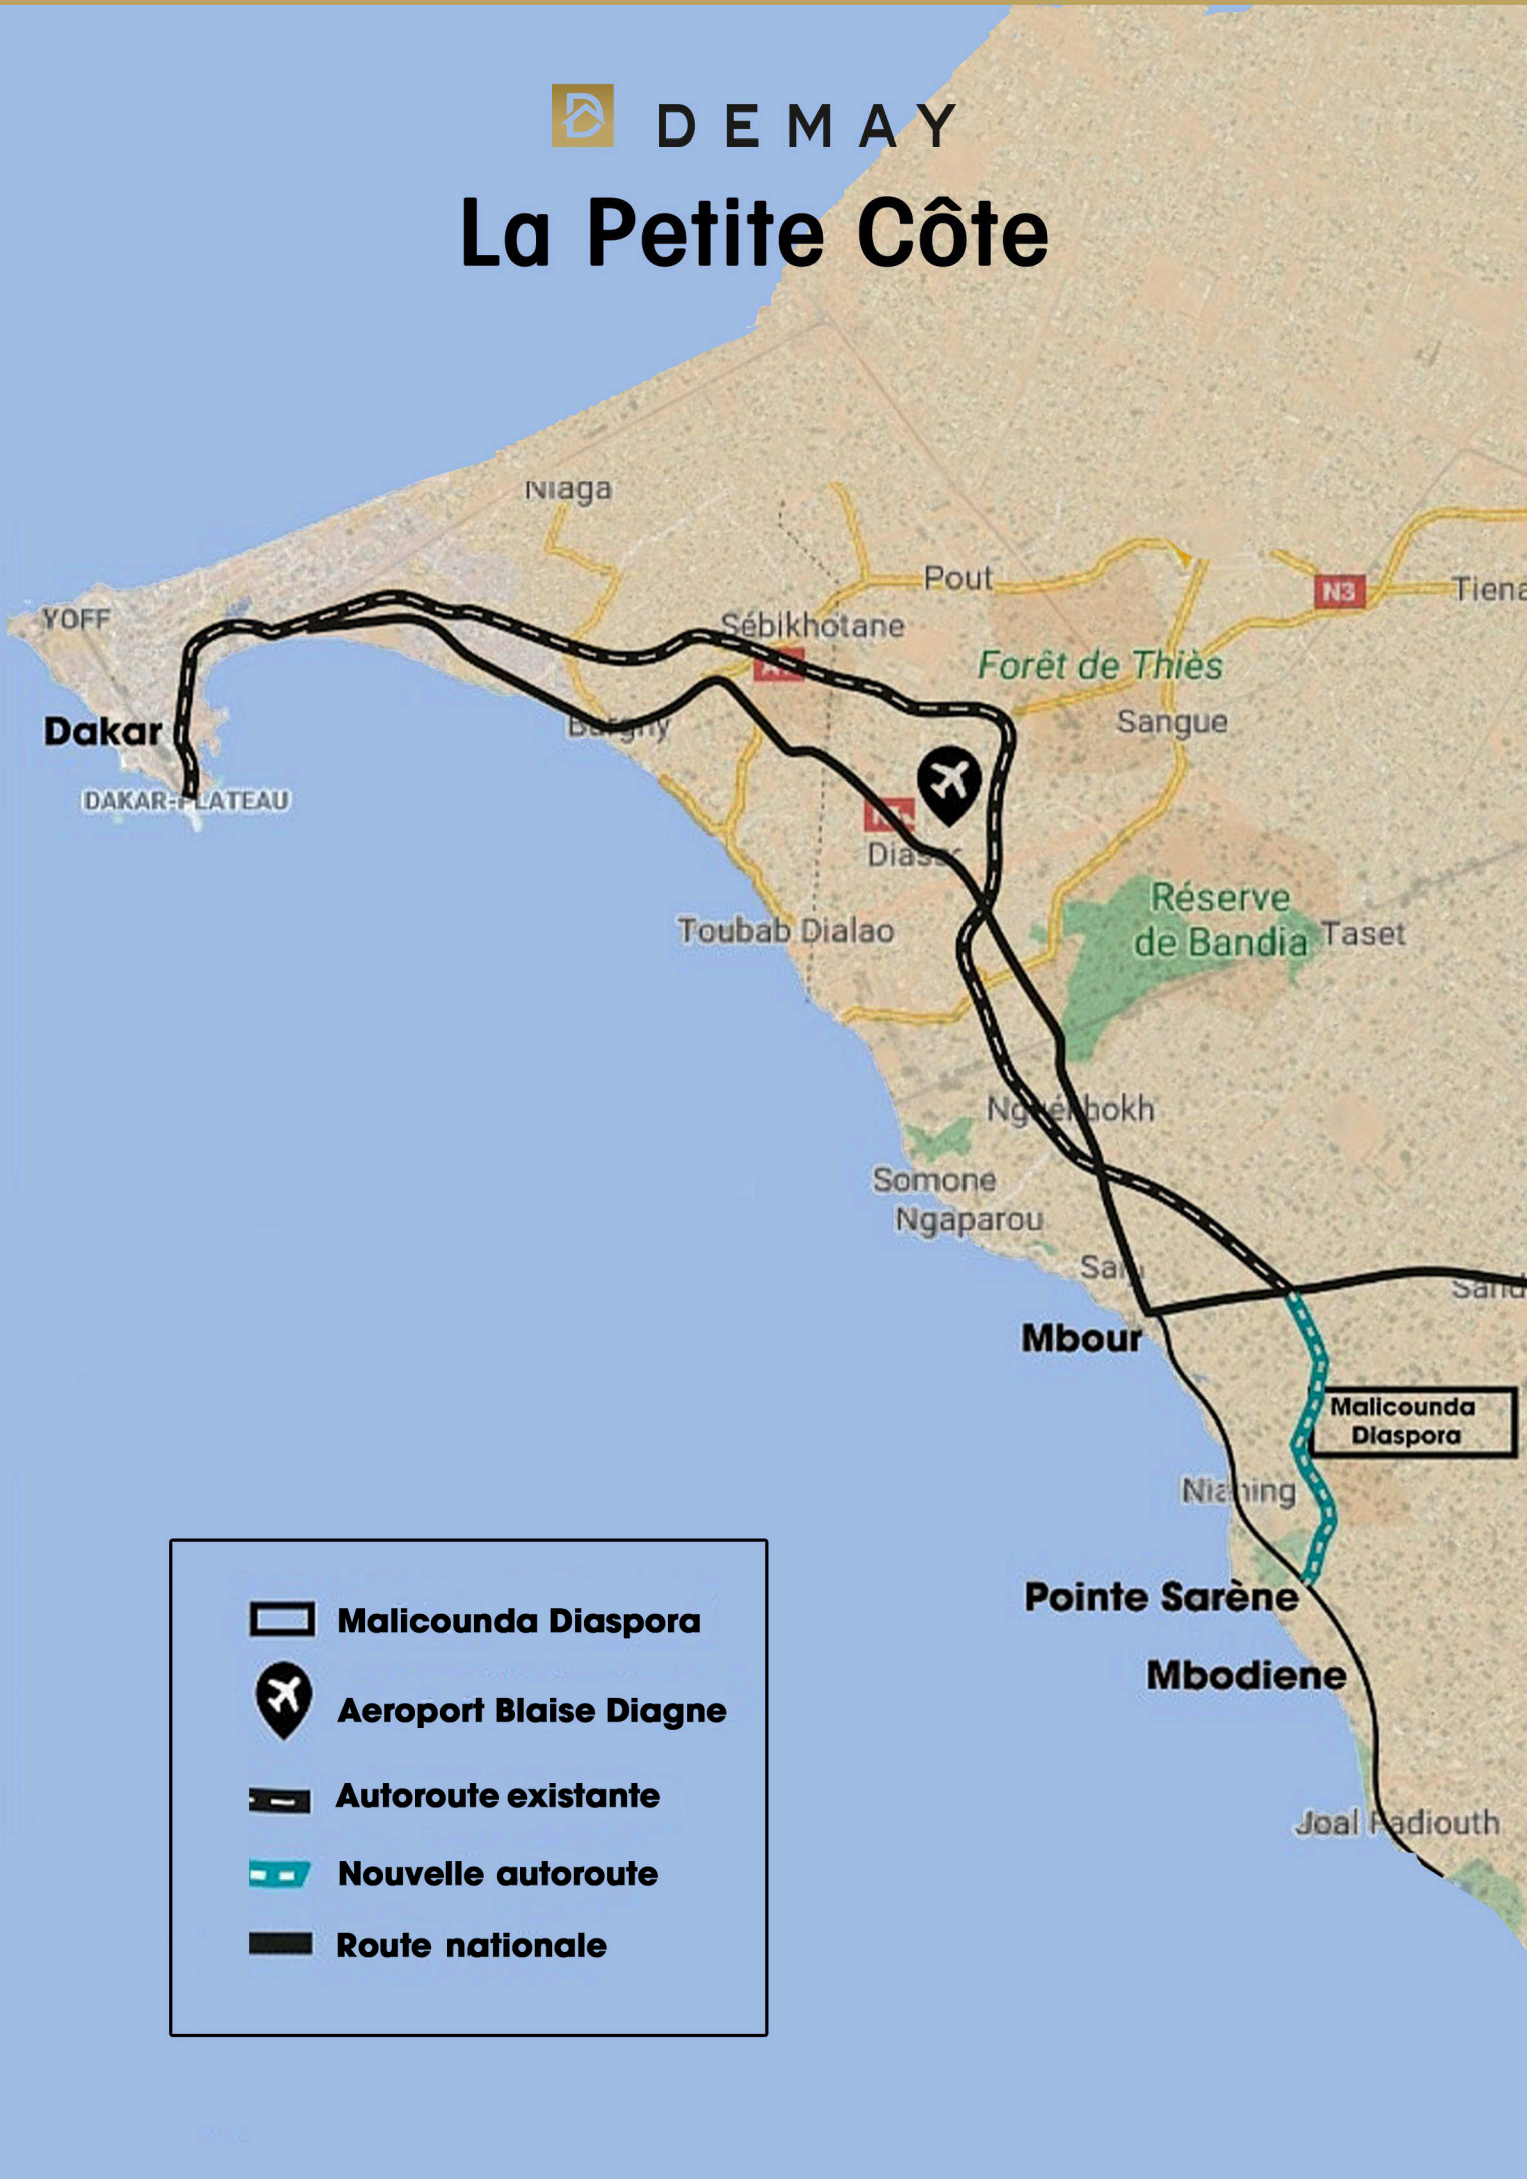 DEMAY
La Petite Côte
Niaga
Pout
N3
YOFF
Sébikhotane
Forêt de Thiès
Sangue
Dakar
Bargny
DAKAR-PLATEAU
Réserve
de Bandia
Taset
Toubab Dialao
Somone
Ngaparou
Mbour
Malicounda
Diaspora
Nianing
Pointe Sarène
Mbodiene
Joal Fadiouth
Malicounda Diaspora
Aeroport Blaise Diagne
Autoroute existante
Nouvelle autoroute
Route nationale